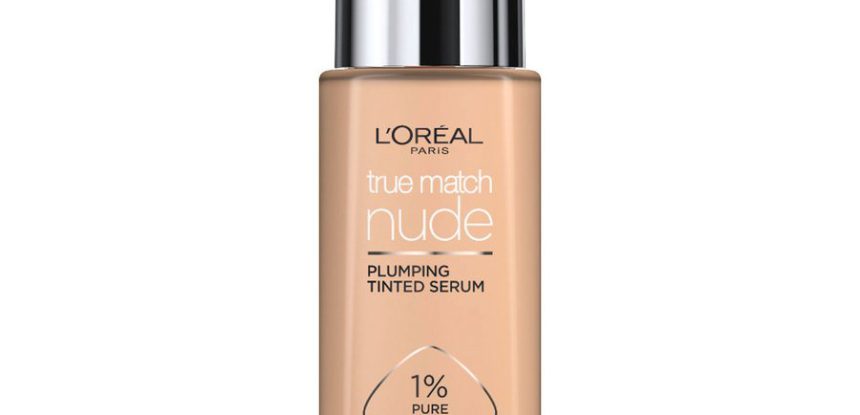 L'ORÉAL
PARIS
true match
nude
PLUMPING
TINTED SERUM
1%
PURE